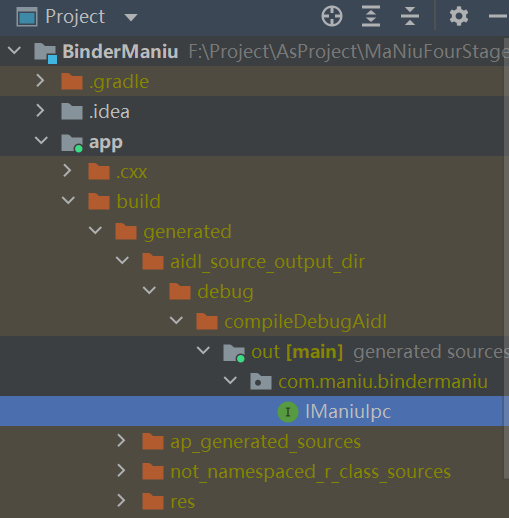 Project
BinderManiu F:\Project\AsProject\MaNiuFourStage
.gradle
.idea
app
.cxx
build
generated
aidl_source_output_dir
debug
compileDebugAidl
out [main] generated sources
com.maniu.bindermaniu
I IManiuIpc
ap_generated_sources
not_namespaced_r_class_sources
res